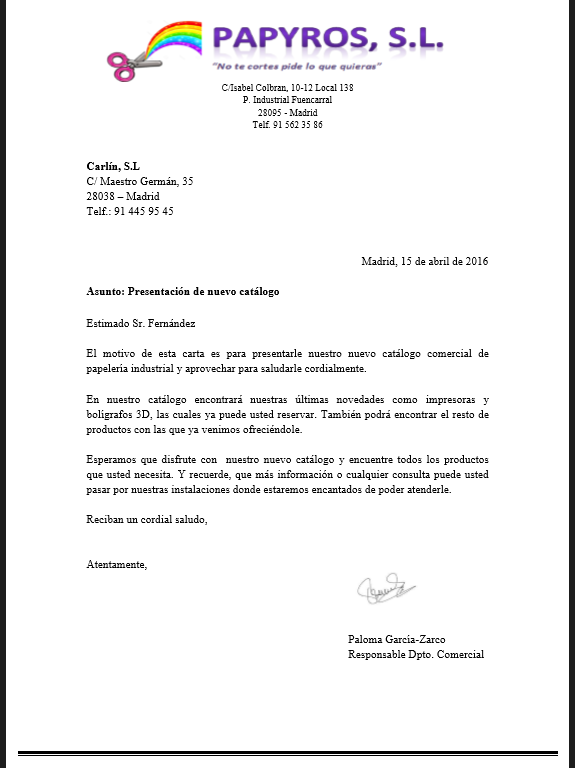 PAPYROS, S.L.
"No te cortes pide lo que quieras"
C/Isabel Colbran, 10-12 Local 138
P. Industrial Fuencarral
28095 - Madrid
Telf. 91 562 35 86
Carlín, S.L
C/ Maestro Germán, 35
28038 – Madrid
Telf.: 91 445 95 45
Madrid, 15 de abril de 2016
Asunto: Presentación de nuevo catálogo
Estimado Sr. Fernández
El motivo de esta carta es para presentarle nuestro nuevo catálogo comercial de
papelería industrial y aprovechar para saludarle cordialmente.
En nuestro catálogo encontrará nuestras últimas novedades como impresoras y
bolígrafos 3D, las cuales ya puede usted reservar. También podrá encontrar el resto de
productos con las que ya venimos ofreciéndole.
Esperamos que disfrute con nuestro nuevo catálogo y encuentre todos los productos
que usted necesita. Y recuerde, que más información o cualquier consulta puede usted
pasar por nuestras instalaciones donde estaremos encantados de poder atenderle.
Reciban un cordial saludo,
Atentamente,
Paloma García-Zarco
Responsable Dpto. Comercial